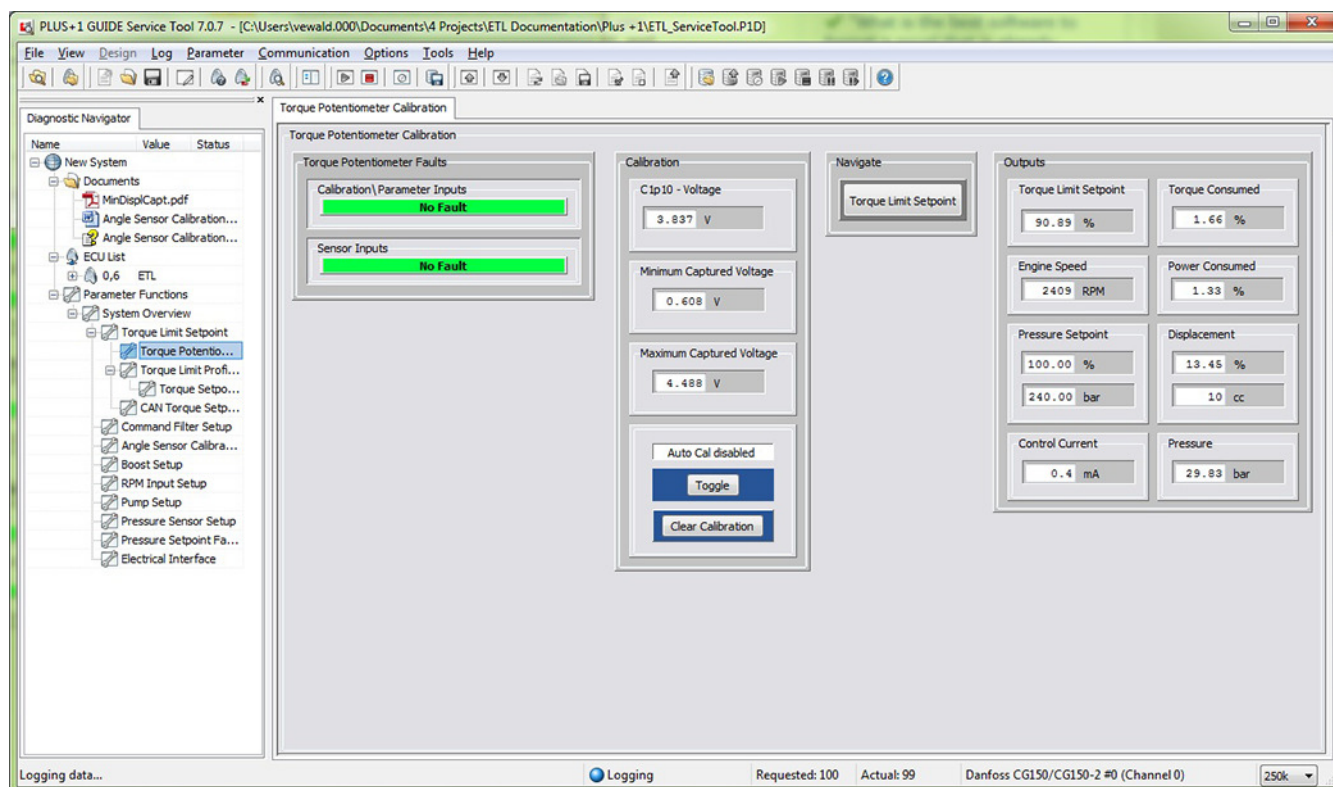 PLUS+1 GUIDE Service Tool 7.0.7 - [C:\Users\vewald.000\Documents\4 Projects\ETL Documentation\Plus +1\ETL_ServiceTool.P1D]
File View Design Log Parameter Communication Options Tools Help
Diagnostic Navigator
Name Value Status
New System
Documents
MinDisplCapt.pdf
Angle Sensor Calibration...
Angle Sensor Calibration...
ECU List
0,6 ETL
Parameter Functions
System Overview
Torque Limit Setpoint
Torque Potentio...
Torque Limit Profi...
Torque Setpo...
CAN Torque Setp...
Command Filter Setup
Angle Sensor Calibra...
Boost Setup
RPM Input Setup
Pump Setup
Pressure Sensor Setup
Pressure Setpoint Fa...
Electrical Interface
Torque Potentiometer Calibration
Torque Potentiometer Calibration
Torque Potentiometer Faults
Calibration\Parameter Inputs
No Fault
Sensor Inputs
No Fault
Calibration
C1p10 - Voltage
3.837 V
Minimum Captured Voltage
0.608 V
Maximum Captured Voltage
4.488 V
Auto Cal disabled
Toggle
Clear Calibration
Navigate
Torque Limit Setpoint
Outputs
Torque Limit Setpoint
90.89 %
Torque Consumed
1.66 %
Engine Speed
2409 RPM
Power Consumed
1.33 %
Pressure Setpoint
100.00 %
240.00 bar
Displacement
13.45 %
10 cc
Control Current
0.4 mA
Pressure
29.83 bar
Logging data...
Logging
Requested: 100
Actual: 99
Danfoss CG150/CG150-2 #0 (Channel 0)
250k